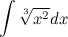 ∫ ∛x² dx